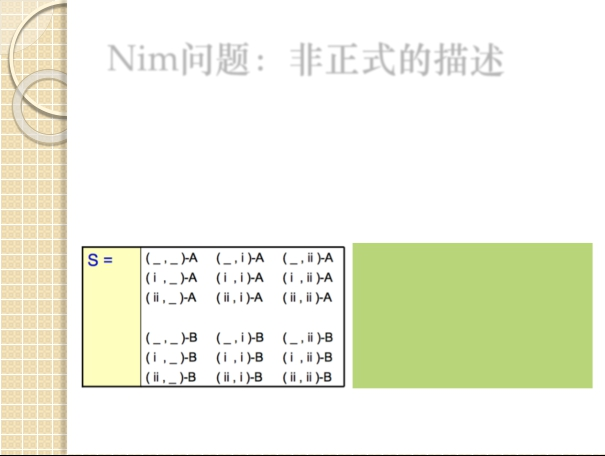 Nim问题：非正式的描述
S = (_,_)-A (_,i)-A (_,ii)-A
(i,_)-A (i,i)-A (i,ii)-A
(ii,_)-A (ii,i)-A (ii,ii)-A
(_,_)-B (_,i)-B (_,ii)-B
(i,_)-B (i,i)-B (i,ii)-B
(ii,_)-B (ii,i)-B (ii,ii)-B